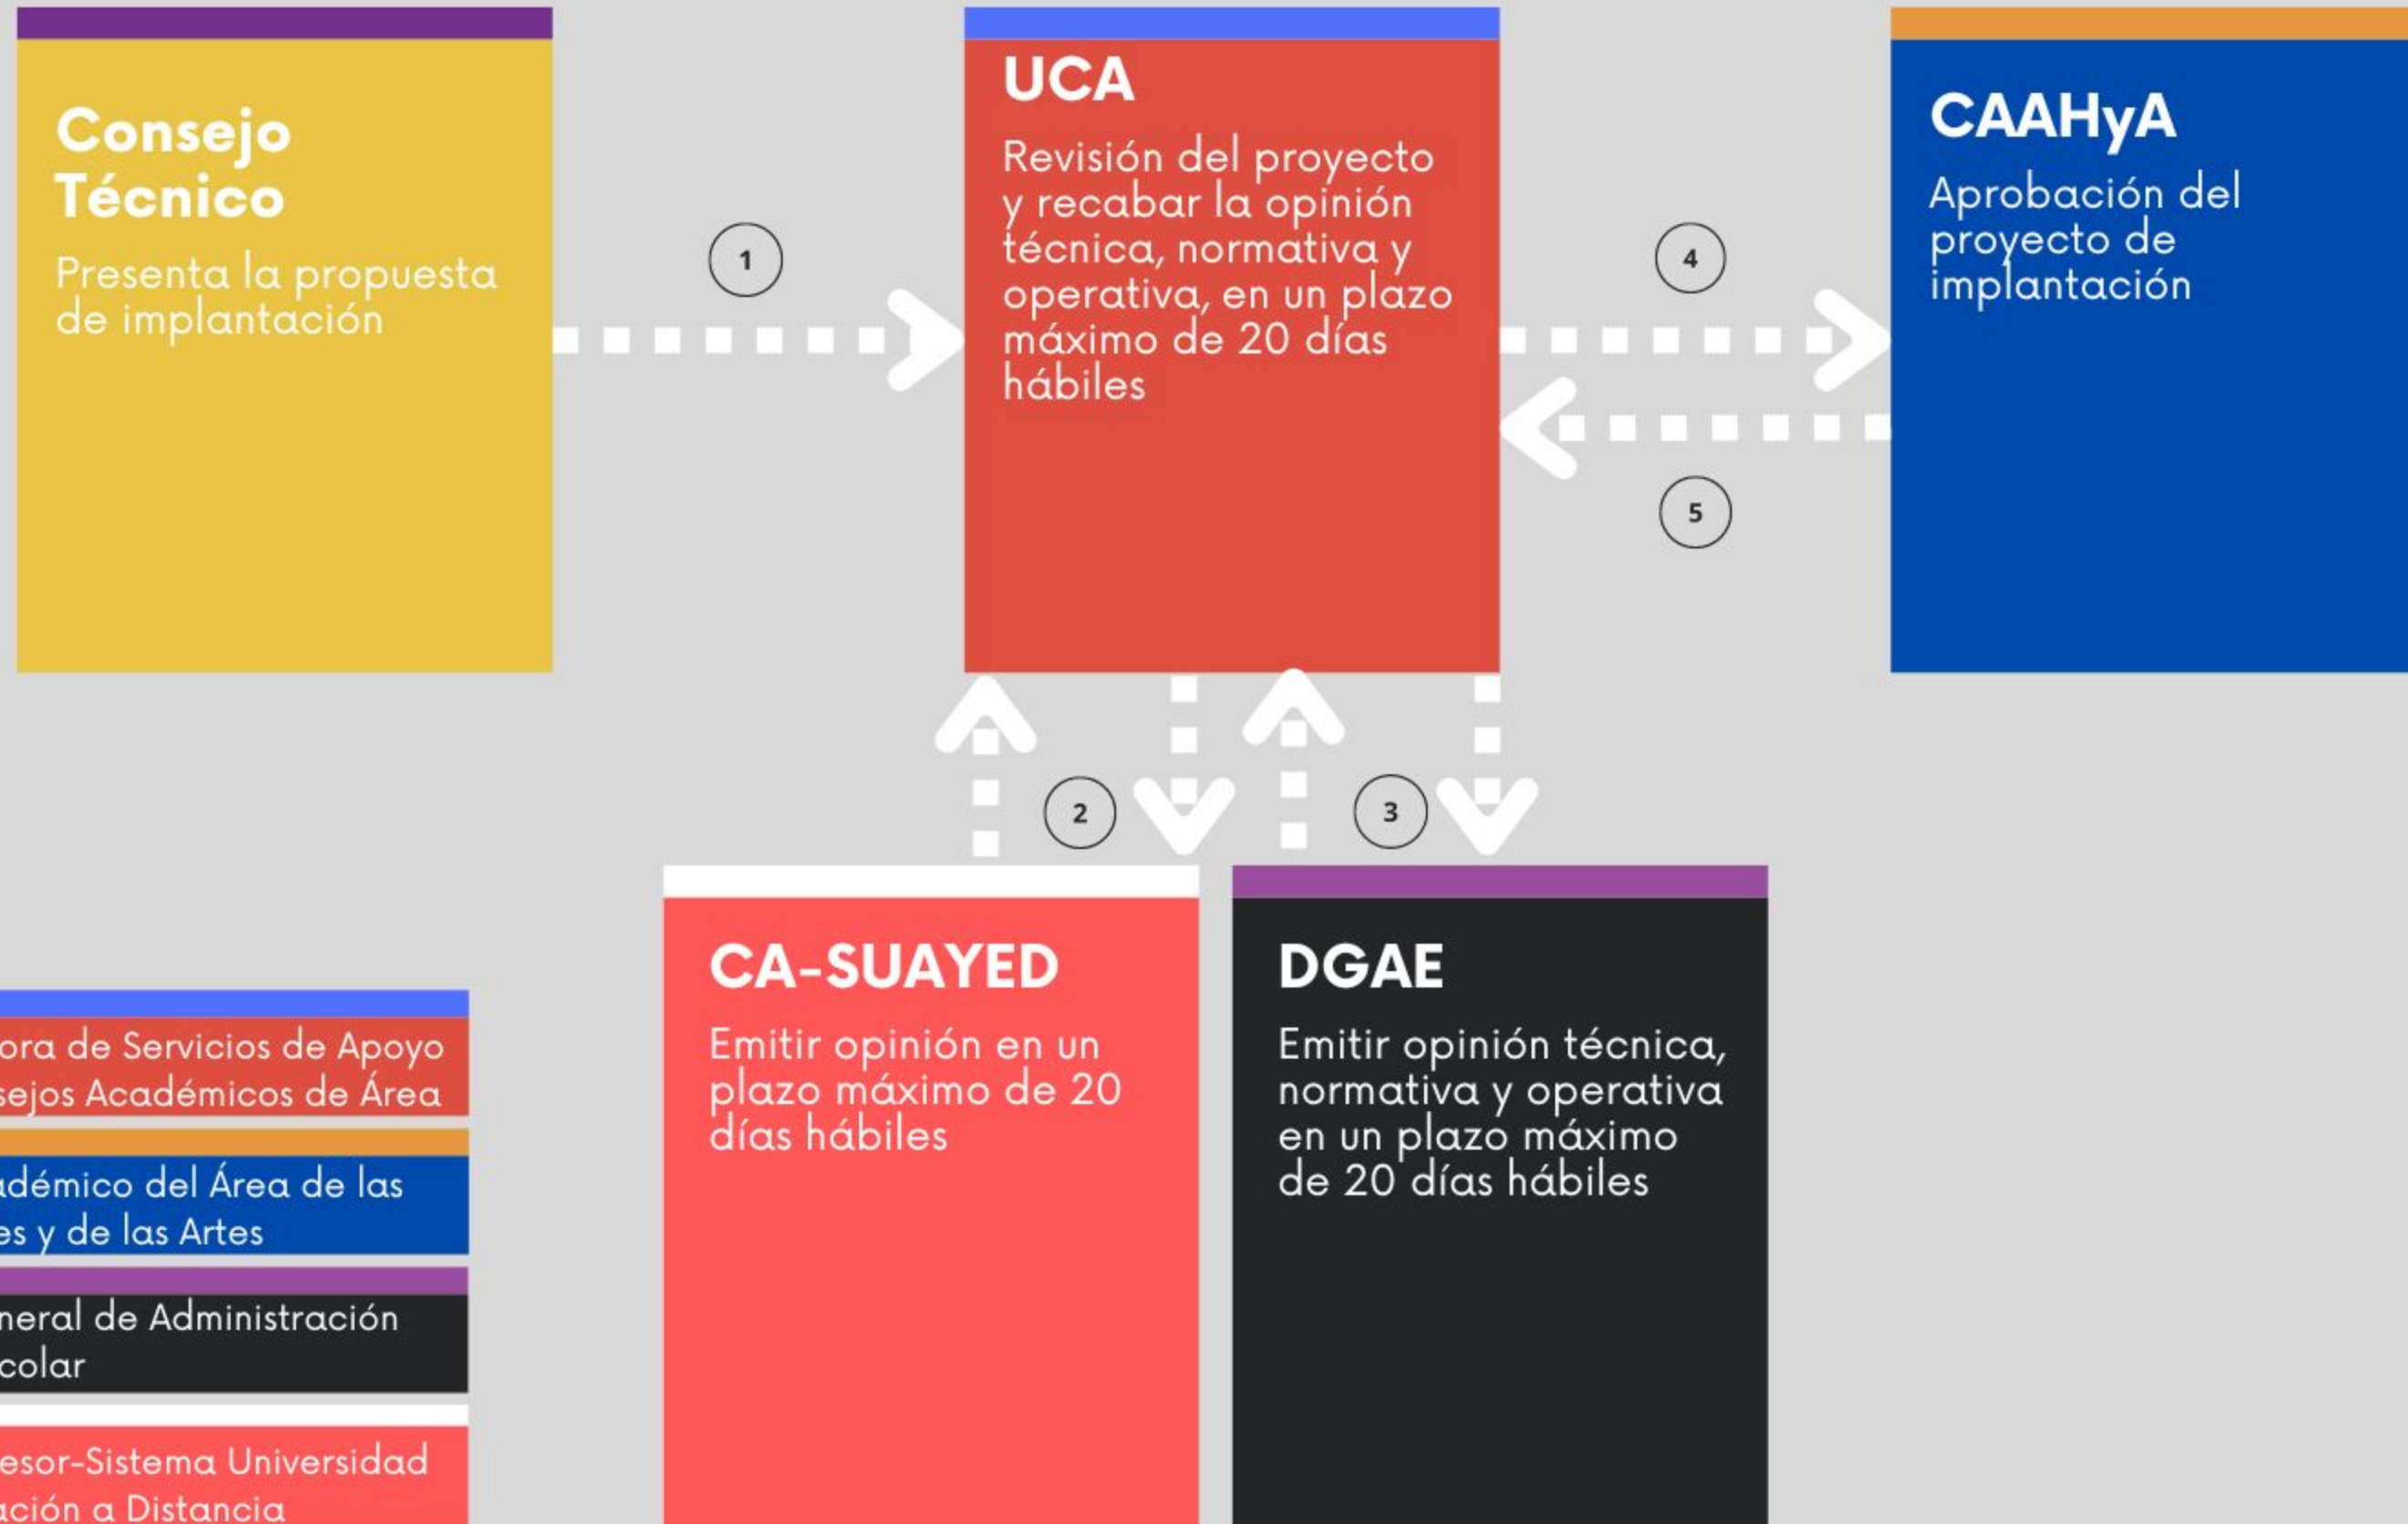 Consejo
Técnico
Presenta la propuesta
de implantación
1
UCA
Revisión del proyecto
y recabar la opinión
técnica, normativa y
operativa, en un plazo
máximo de 20 días
hábiles
4
5
CAAHyA
Aprobación del
proyecto de
implantación
2
3
CA-SUAYED
Emitir opinión en un
plazo máximo de 20
días hábiles
DGAE
Emitir opinión técnica,
normativa y operativa
en un plazo máximo
de 20 días hábiles
ora de Servicios de Apoyo
sejos Académicos de Área
adémico del Área de las
es y de las Artes
neral de Administración
colar
esor-Sistema Universidad
ación a Distancia